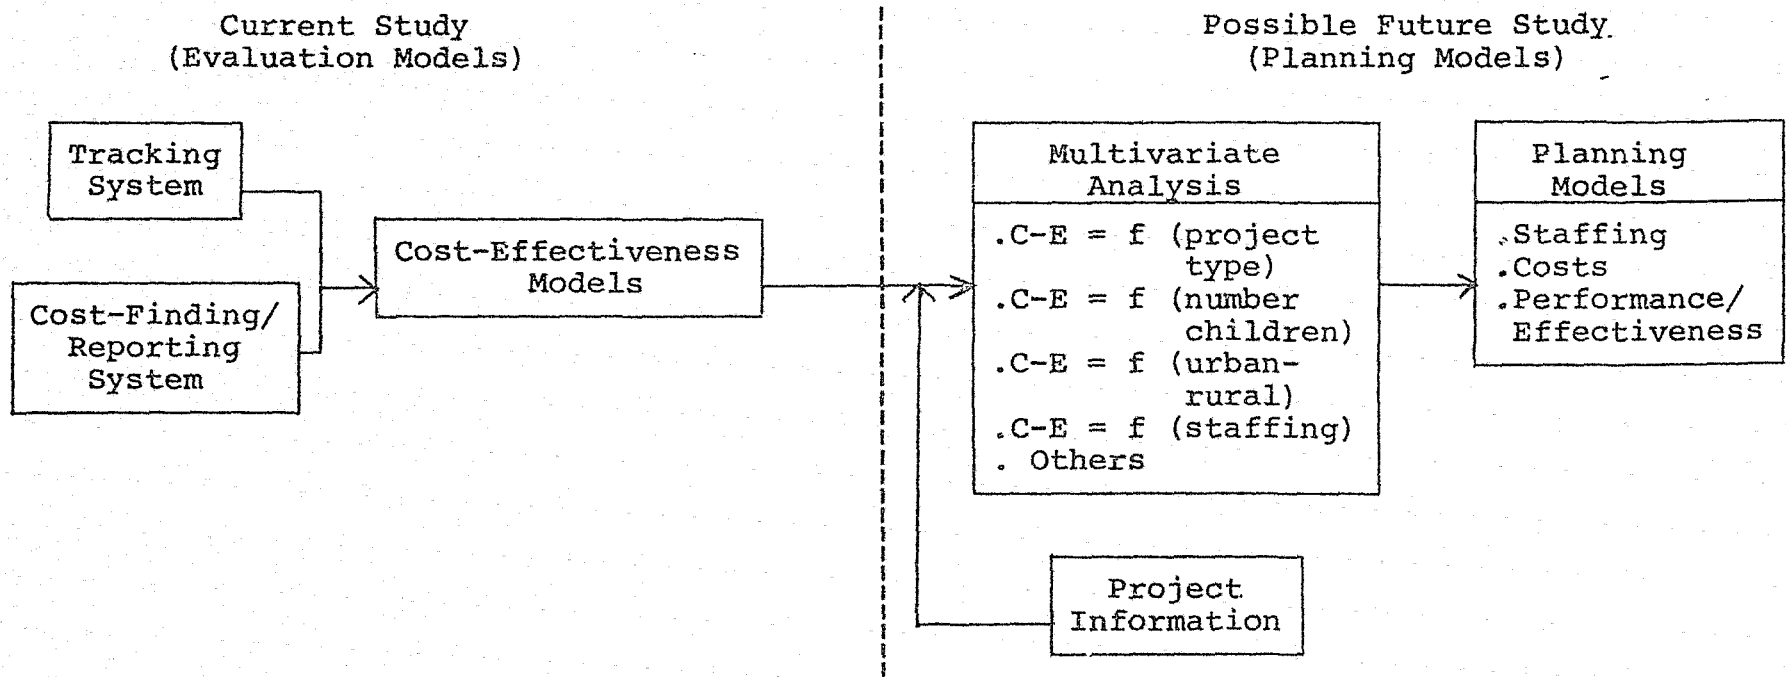 Current Study
(Evaluation Models)
Possible Future Study.
(Planning Models)
Tracking
System
Cost-Finding/
Reporting
System
Cost-Effectiveness
Models
Multivariate
Analysis
.C-E = f (project
type)
.C-E = f (number
children)
.C-E = f (urban-
rural)
.C-E = f (staffing)
. Others
Planning
Models
.Staffing
.Costs
.Performance/
Effectiveness
Project
Information